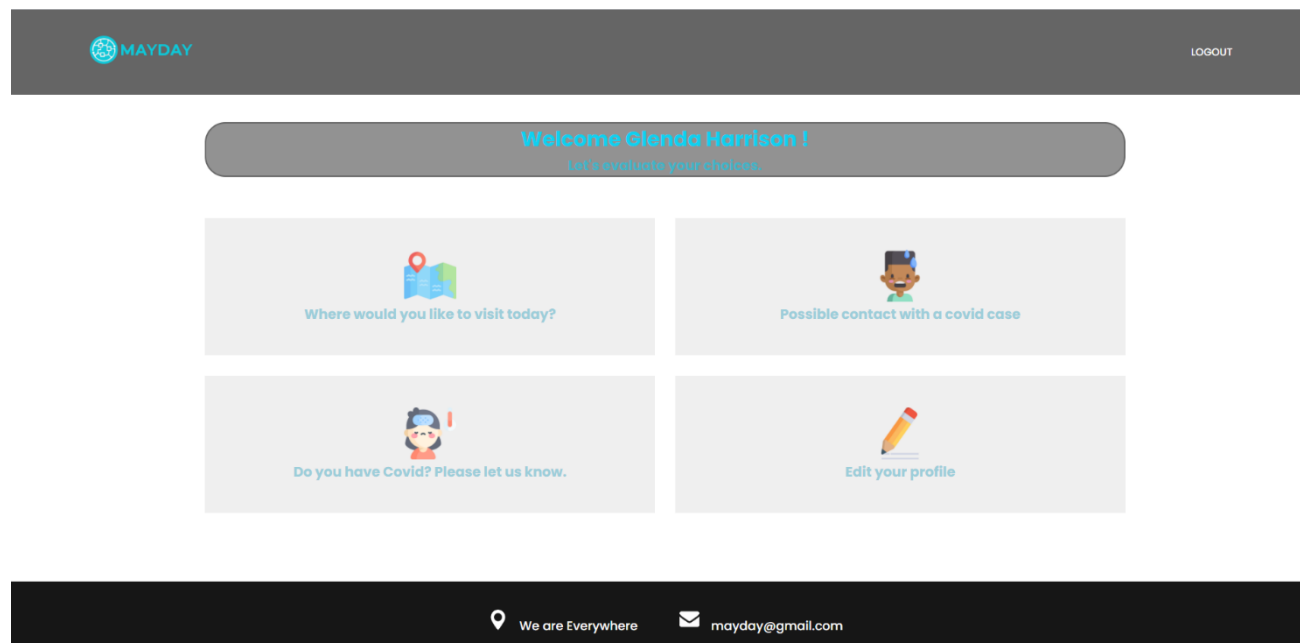 MAYDAY
LOGOUT
Welcome Glenda Harrison !
Let's evaluate your choices.
Where would you like to visit today?
Possible contact with a covid case
Do you have Covid? Please let us know.
Edit your profile
We are Everywhere
mayday@gmail.com